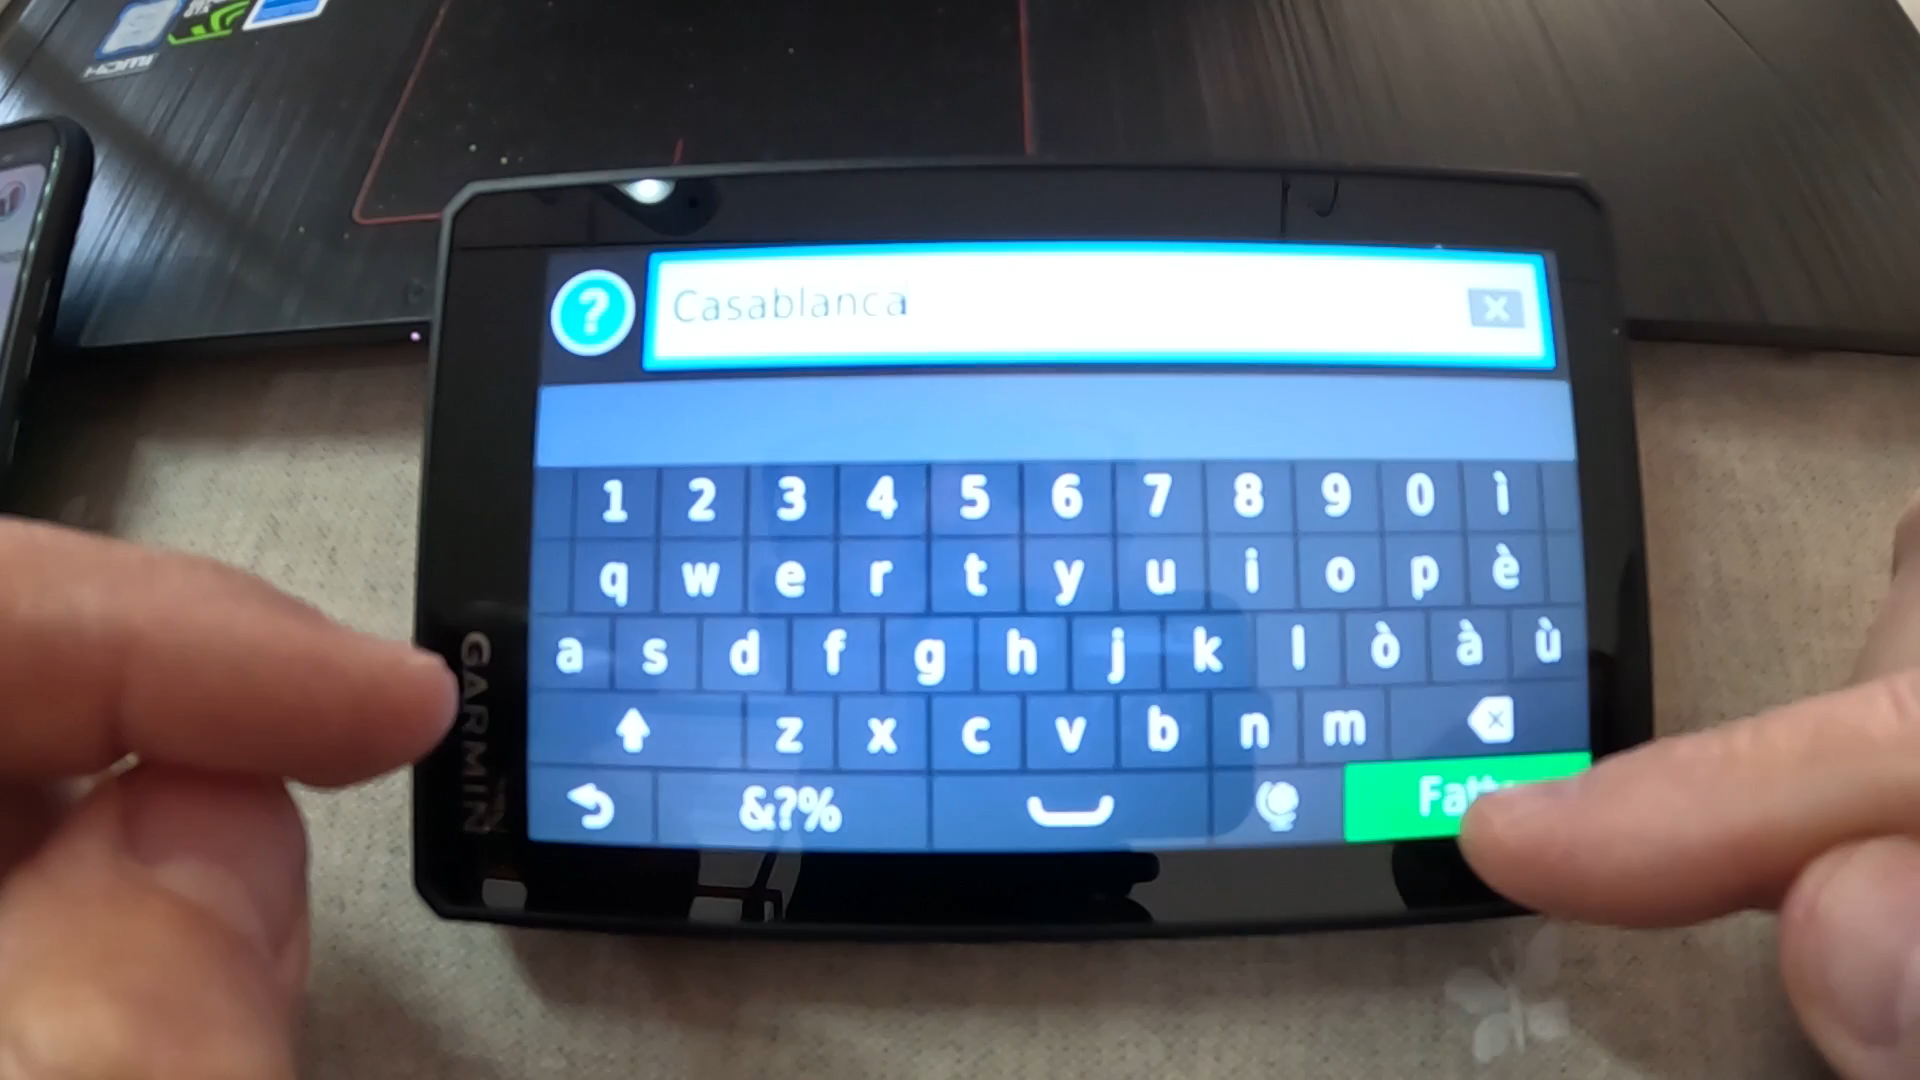 ?
Casablanca
x
1 2 3 4 5 6 7 8 9 0 ì
q w e r t y u i o p è
a s d f g h j k l ò à ù
z x c v b n m x
&?%
GARMIN